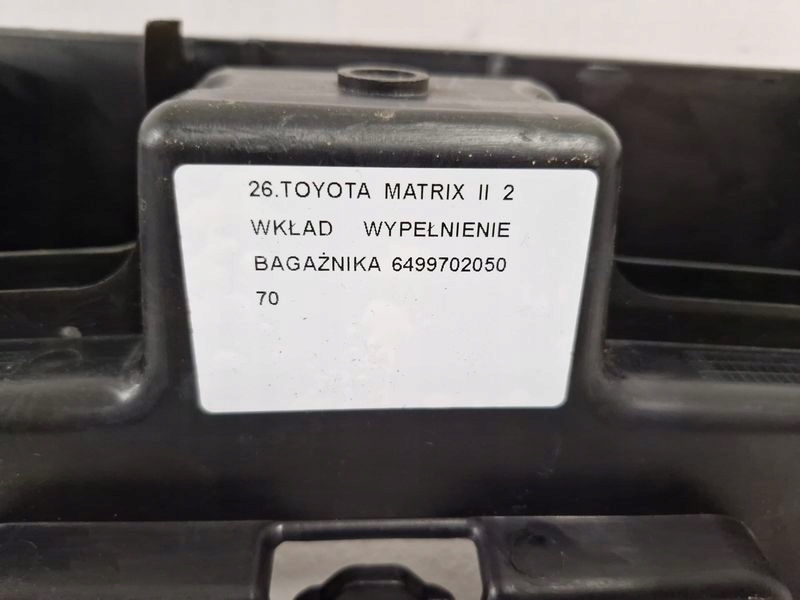 26.TOYOTA MATRIX II 2
WKŁAD WYPEŁNIENIE
BAGAŻNIKA 6499702050
70